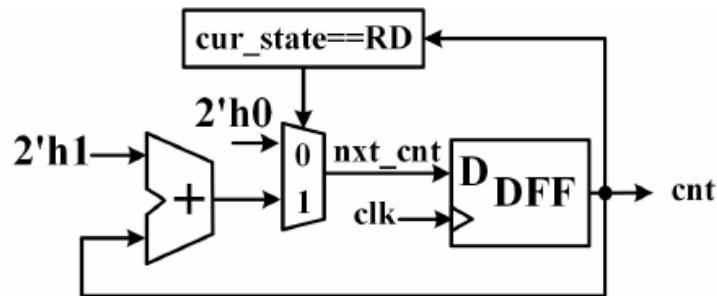 cur_state==RD
2'h0
2'h1
0
nxt_cnt
D
DFF
cnt
+
1
clk